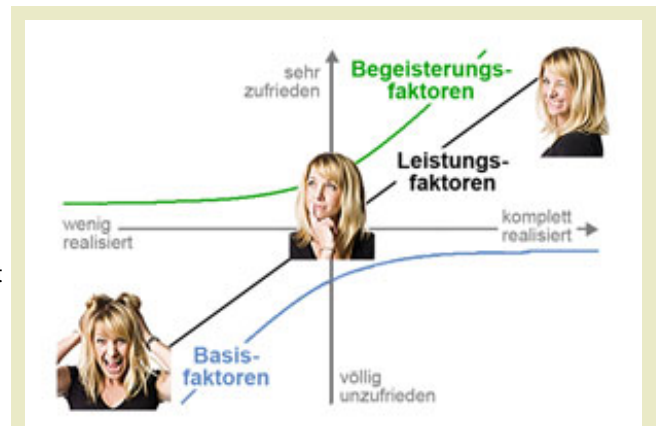 sehr
zufrieden
Begeisterungs-
faktoren
Leistungs-
faktoren
wenig
realisiert
komplett
realisiert
Basis-
faktoren
völlig
unzufrieden